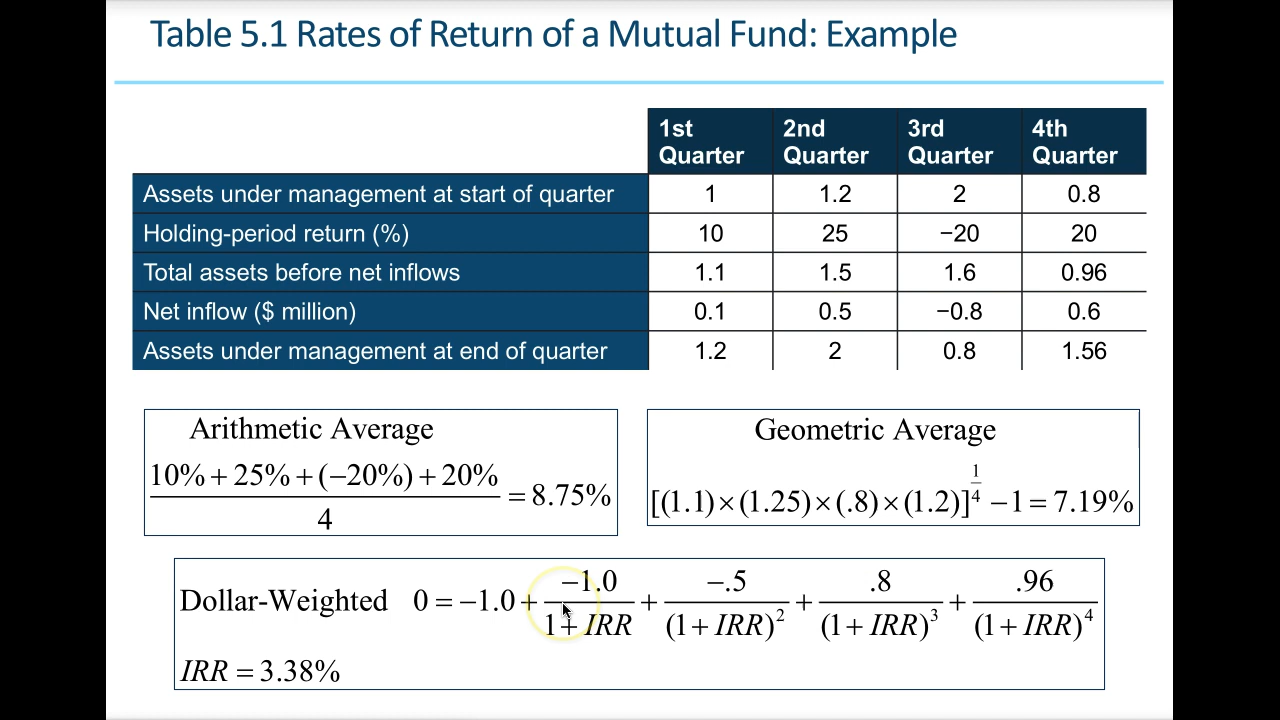 Table 5.1 Rates of Return of a Mutual Fund: Example
1st Quarter 2nd Quarter 3rd Quarter 4th Quarter
Assets under management at start of quarter 1 1.2 2 0.8
Holding-period return (%) 10 25 −20 20
Total assets before net inflows 1.1 1.5 1.6 0.96
Net inflow ($ million) 0.1 0.5 −0.8 0.6
Assets under management at end of quarter 1.2 2 0.8 1.56
Arithmetic Average
10% + 25% + (−20%) + 20%
= 8.75%
4
Geometric Average
[(1.1)×(1.25)×(.8)×(1.2)]^(1/4) − 1 = 7.19%
Dollar-Weighted 0 = −1.0 + −1.0/(1 + IRR) + −.5/(1 + IRR)² + .8/(1 + IRR)³ + .96/(1 + IRR)⁴
IRR = 3.38%